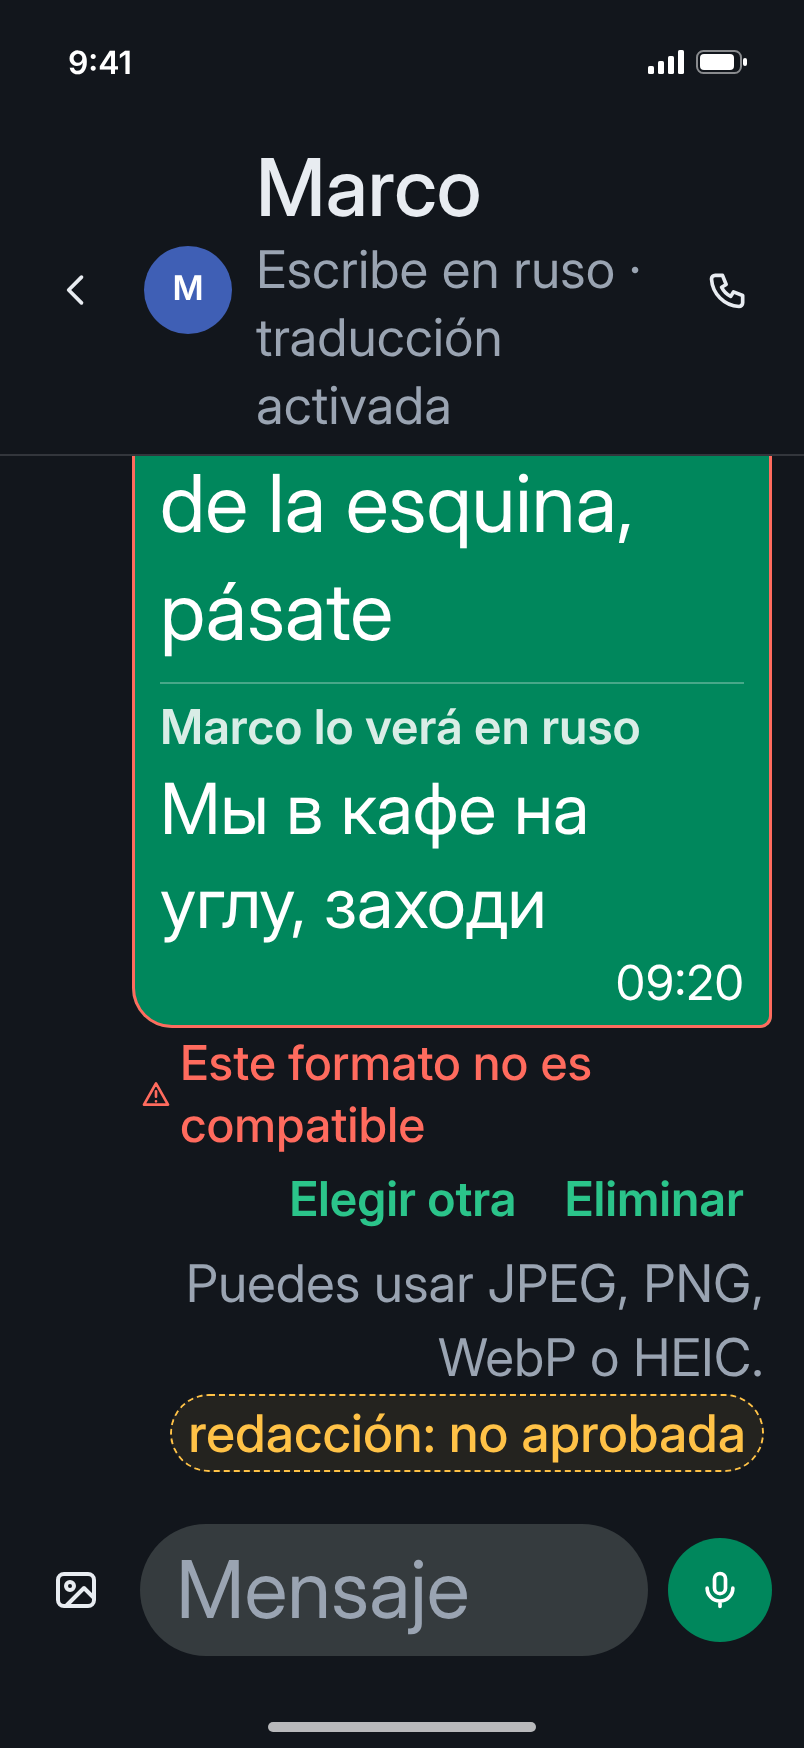 9:41
Marco
M
Escribe en ruso ·
traducción
activada
de la esquina,
pásate
Marco lo verá en ruso
Мы в кафе на
углу, заходи
09:20
Este formato no es
compatible
Elegir otra Eliminar
Puedes usar JPEG, PNG,
WebP o HEIC.
redacción: no aprobada
Mensaje